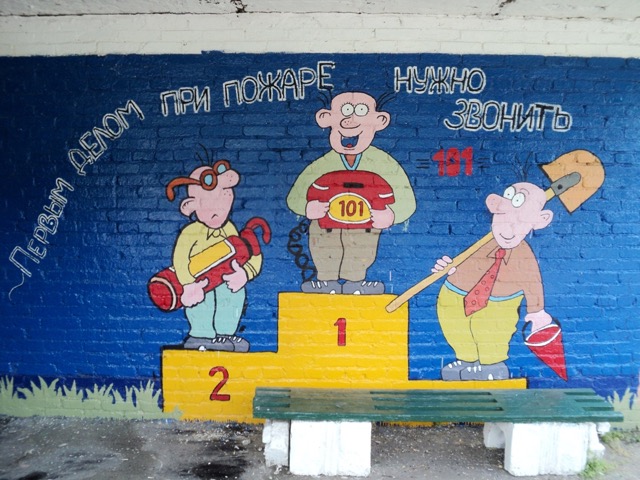 Первым делом при пожаре нужно
звонить
101
101
1
2